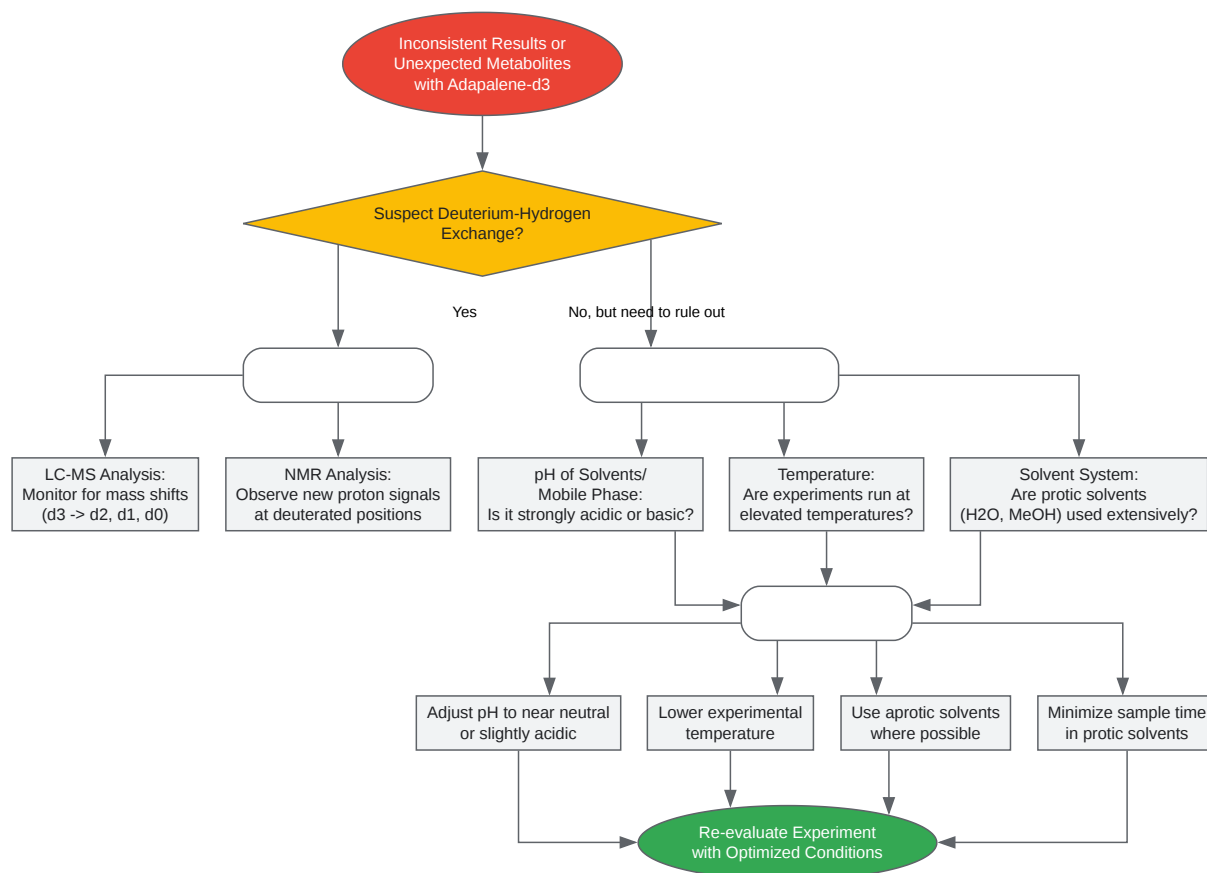 Inconsistent Results or
Unexpected Metabolites
with Adapalene-d3
Suspect Deuterium-Hydrogen
Exchange?
Yes
No, but need to rule out
LC-MS Analysis:
Monitor for mass shifts
(d3 -> d2, d1, d0)
NMR Analysis:
Observe new proton signals
at deuterated positions
pH of Solvents/
Mobile Phase:
Is it strongly acidic or basic?
Temperature:
Are experiments run at
elevated temperatures?
Solvent System:
Are protic solvents
(H2O, MeOH) used extensively?
Adjust pH to near neutral
or slightly acidic
Lower experimental
temperature
Use aprotic solvents
where possible
Minimize sample time
in protic solvents
Re-evaluate Experiment
with Optimized Conditions